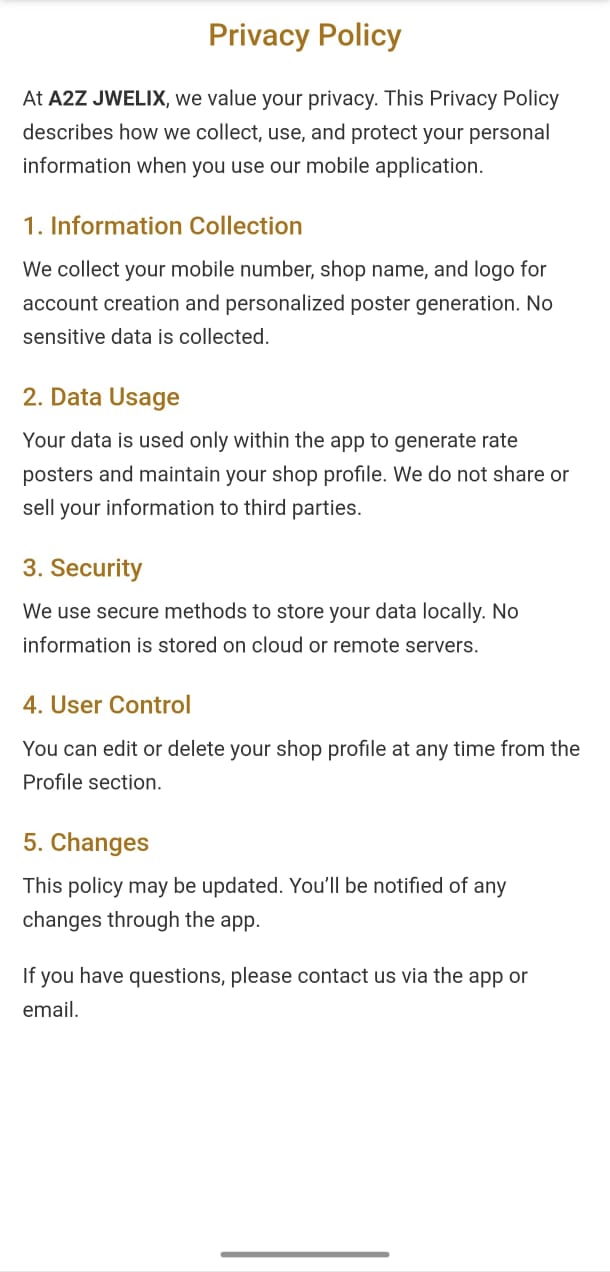 Privacy Policy
At A2Z JWELIX, we value your privacy. This Privacy Policy
describes how we collect, use, and protect your personal
information when you use our mobile application.
1. Information Collection
We collect your mobile number, shop name, and logo for
account creation and personalized poster generation. No
sensitive data is collected.
2. Data Usage
Your data is used only within the app to generate rate
posters and maintain your shop profile. We do not share or
sell your information to third parties.
3. Security
We use secure methods to store your data locally. No
information is stored on cloud or remote servers.
4. User Control
You can edit or delete your shop profile at any time from the
Profile section.
5. Changes
This policy may be updated. You’ll be notified of any
changes through the app.
If you have questions, please contact us via the app or
email.